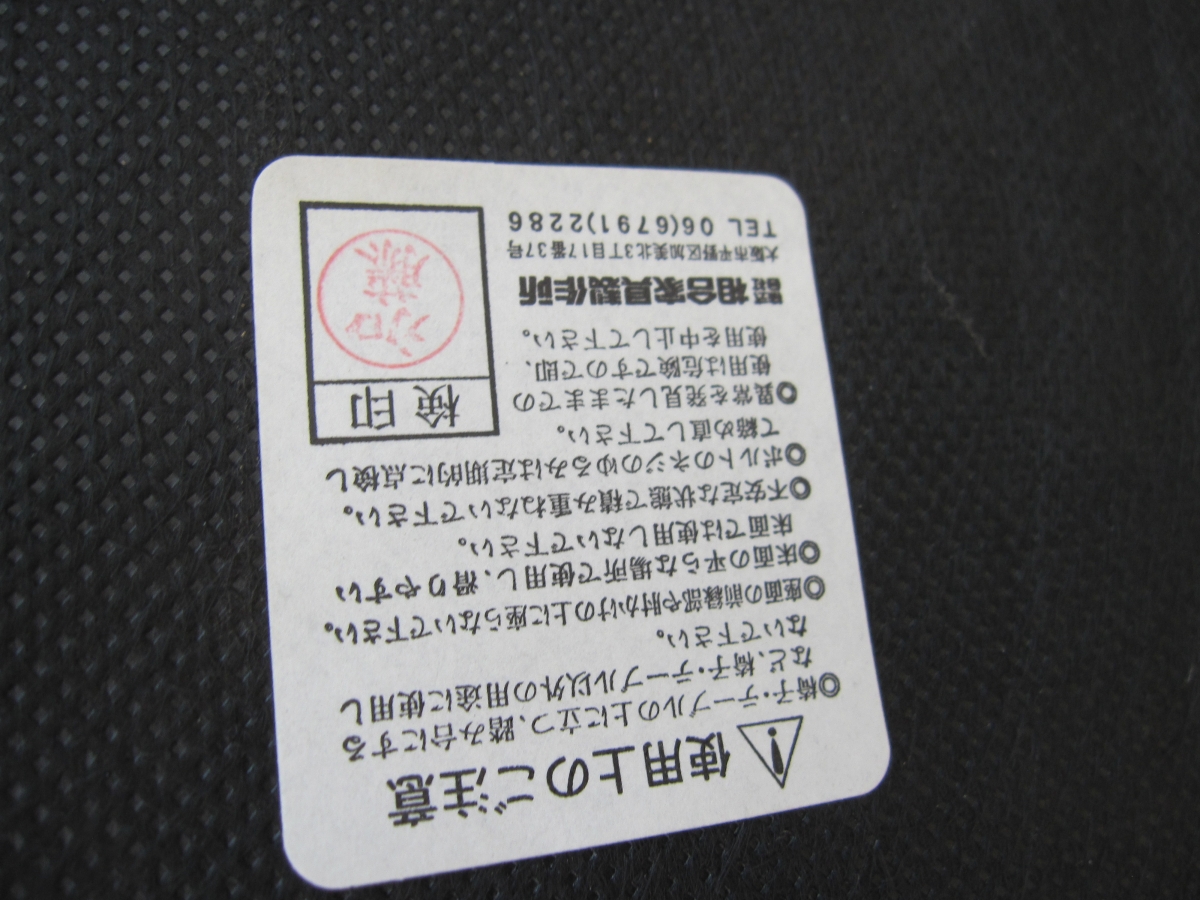 使用上のご注意
◎椅子・テーブルの上に立つ、踏み台にする
など、椅子・テーブル以外の用途に使用し
ないで下さい。
◎座面の前縁部や肘かけの上に座らないで下さい。
◎床面の平らな場所で使用し、滑りやすい
床面では使用しないで下さい。
◎不安定な状態で積み重ねないで下さい。
◎ボルトのネジのゆるみは定期的に点検し
て締め直して下さい。
◎異常を発見したままでの
使用は危険ですので即、
使用を中止して下さい。
株式会社 相合家具製作所
大阪市平野区加美北3丁目17番37号
TEL 06(6791)2286
検印
加藤